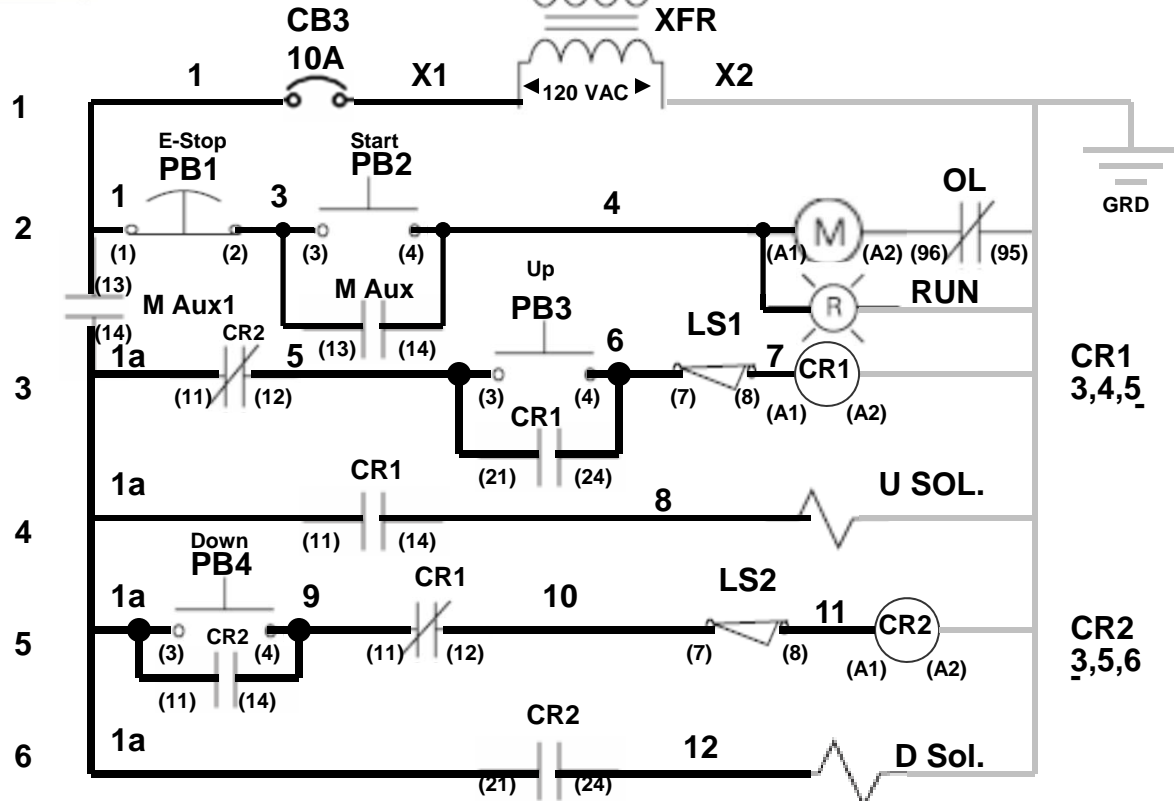 CB3 XFR
10A
1 X1 120 VAC X2
1
E-Stop Start
PB1 PB2
GRD
1 3 4 OL
2
(1) (2) (3) (4) (A1) M (A2) (96) (95)
(13) M Aux1 M Aux Up
PB3 R RUN
(14) CR2 (13) (14) LS1
1a 5 6 7 CR1 CR1
3 3,4,5
(11) (12) (3) (4) (7) (8) (A1) (A2)
CR1
(21) (24)
1a CR1 8 U SOL.
4
(11) (14)
Down
PB4 CR1 LS2
1a 9 10 11 CR2 CR2
5 3,5,6
(3) CR2 (4) (11) (12) (7) (8) (A1) (A2)
(11) (14)
CR2
1a 12 D Sol.
6
(21) (24)